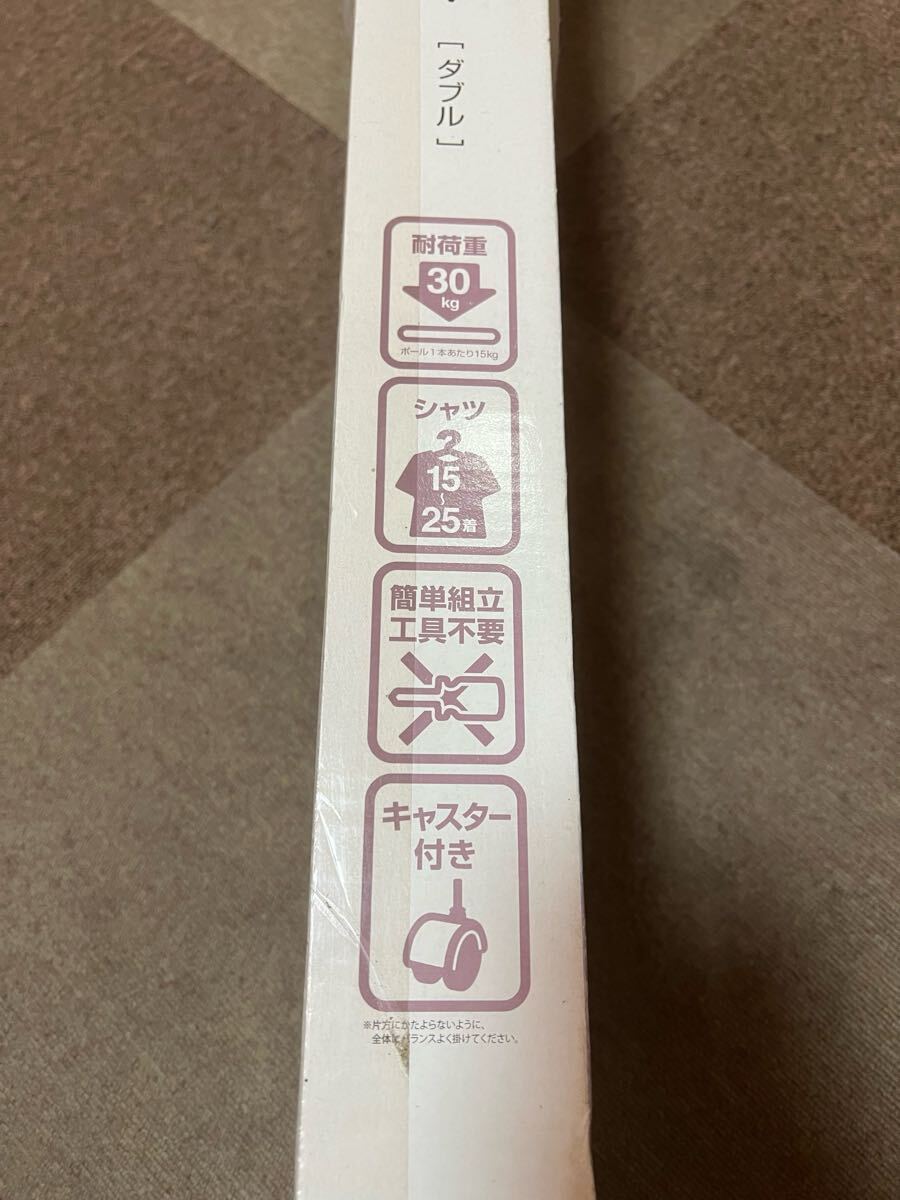 [ダブル]
耐荷重
30
kg
ポール1本あたり15kg
シャツ
15
〜
25着
簡単組立
工具不要
キャスター
付き
※片方にかたよらないように、
全体にバランスよく掛けてください。